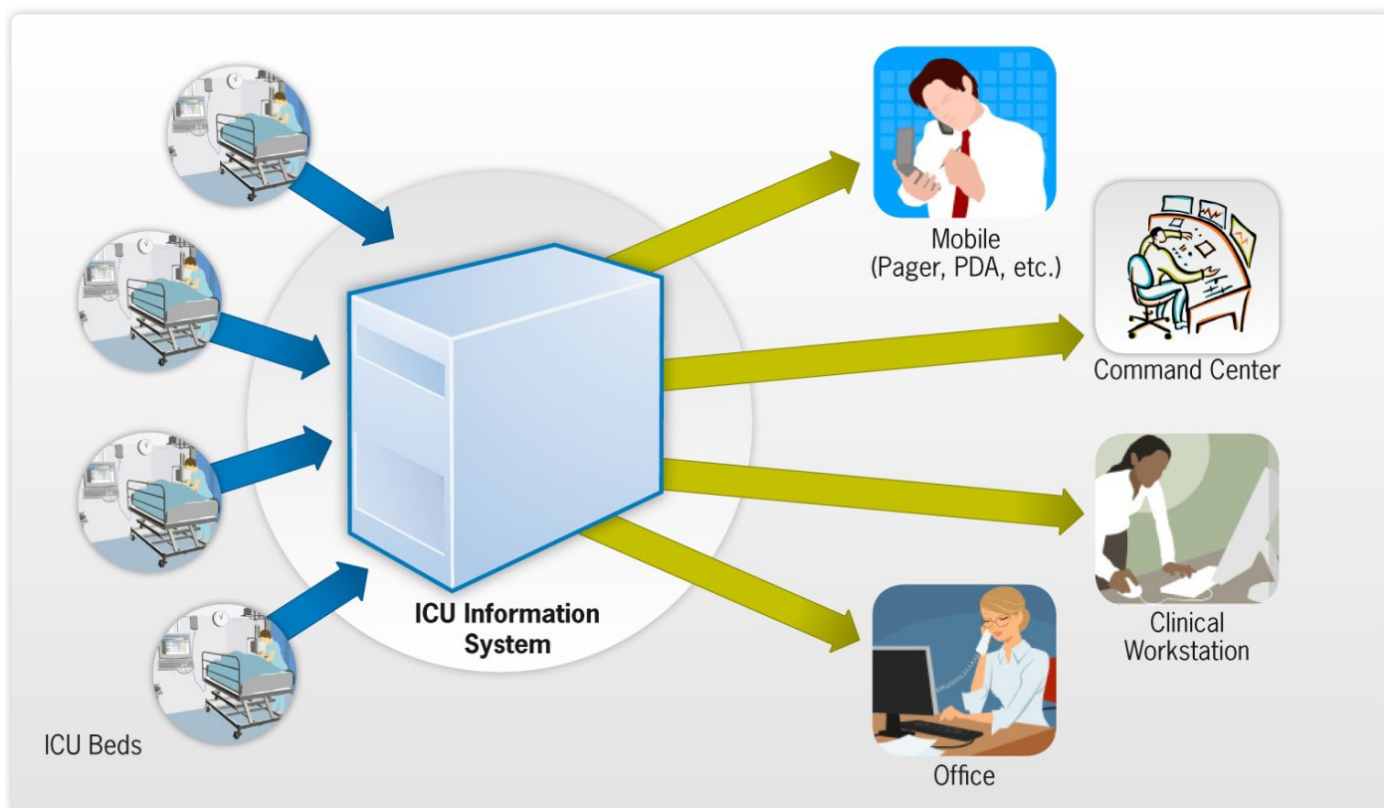 Mobile
(Pager, PDA, etc.)
Command Center
ICU Information
System
Clinical
Workstation
ICU Beds
Office